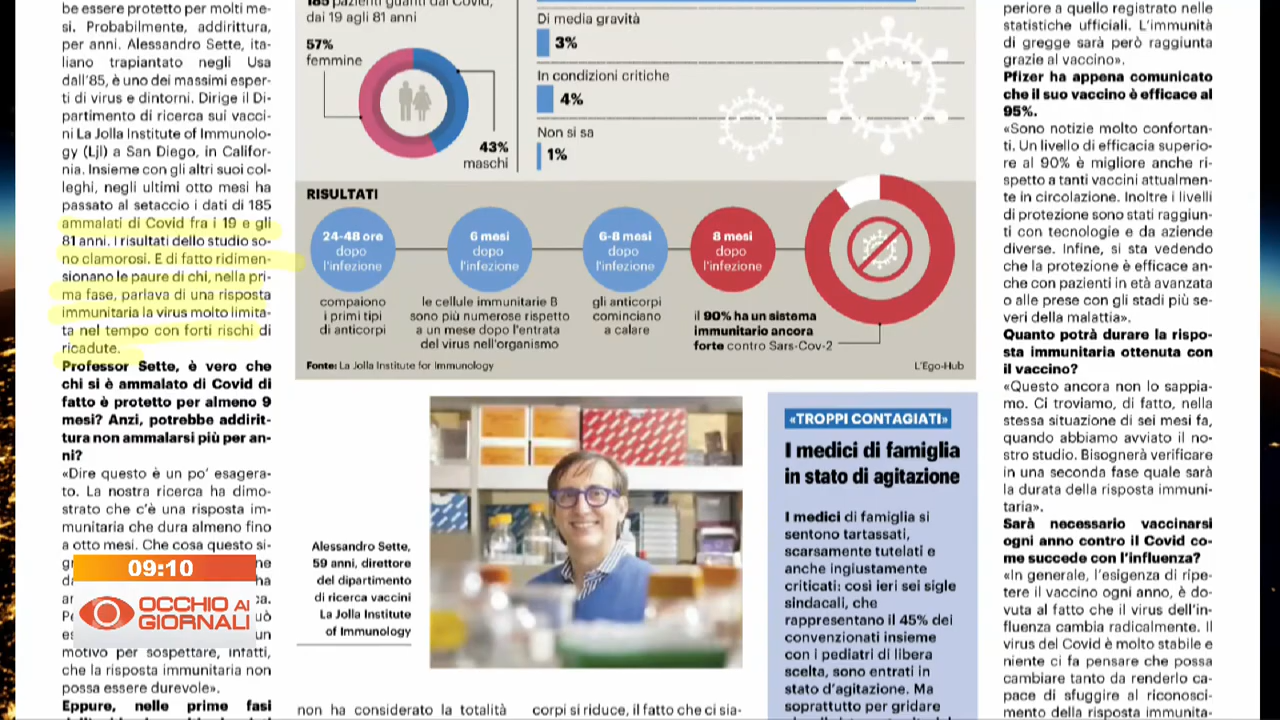 be essere protetto per molti me-
si. Probabilmente, addirittura,
per anni. Alessandro Sette, ita-
liano trapiantato negli Usa
dall'85, è uno dei massimi esper-
ti di virus e dintorni. Dirige il Di-
partimento di ricerca sui vacci-
ni La Jolla Institute of Immunolo-
gy (Ljl) a San Diego, in Califor-
nia. Insieme con gli altri suoi col-
leghi, negli ultimi otto mesi ha
passato al setaccio i dati di 185
ammalati di Covid fra i 19 e gli
81 anni. I risultati dello studio so-
no clamorosi. E di fatto ridimen-
sionano le paure di chi, nella pri-
ma fase, parlava di una risposta
immunitaria la virus molto limita-
ta nel tempo con forti rischi di
ricadute.
Professor Sette, è vero che
chi si è ammalato di Covid di
fatto è protetto per almeno 9
mesi? Anzi, potrebbe addirit-
tura non ammalarsi più per an-
ni?
«Dire questo è un po' esagera-
to. La nostra ricerca ha dimo-
strato che c'è una risposta im-
munitaria che dura almeno fino
a otto mesi. Che cosa questo si-
motivo per sospettare, infatti,
che la risposta immunitaria non
possa essere durevole».
Eppure, nelle prime fasi
09:10
OCCHIO AI
GIORNALI
185 pazienti guariti dal Covid,
dai 19 agli 81 anni
57%
femmine
43%
maschi
Di media gravità
3%
In condizioni critiche
4%
Non si sa
1%
RISULTATI
24-48 ore
dopo
l'infezione
compaiono
i primi tipi
di anticorpi
6 mesi
dopo
l'infezione
le cellule immunitarie B
sono più numerose rispetto
a un mese dopo l'entrata
del virus nell'organismo
6-8 mesi
dopo
l'infezione
gli anticorpi
cominciano
a calare
8 mesi
dopo
l'infezione
il 90% ha un sistema
immunitario ancora
forte contro Sars-Cov-2
Fonte: La Jolla Institute for Immunology
L'Ego-Hub
Alessandro Sette,
59 anni, direttore
del dipartimento
di ricerca vaccini
La Jolla Institute
of Immunology
non ha considerato la totalità
corpi si riduce, il fatto che ci sia-
«TROPPI CONTAGIATI»
I medici di famiglia
in stato di agitazione
I medici di famiglia si
sentono tartassati,
scarsamente tutelati e
anche ingiustamente
criticati: così ieri sei sigle
sindacali, che
rappresentano il 45% dei
convenzionati insieme
con i pediatri di libera
scelta, sono entrati in
stato d'agitazione. Ma
soprattutto per gridare
periore a quello registrato nelle
statistiche ufficiali. L'immunità
di gregge sarà però raggiunta
grazie al vaccino».
Pfizer ha appena comunicato
che il suo vaccino è efficace al
95%.
«Sono notizie molto confortan-
ti. Un livello di efficacia superio-
re al 90% è migliore anche ri-
spetto a tanti vaccini attualmen-
te in circolazione. Inoltre i livelli
di protezione sono stati raggiun-
ti con tecnologie e da aziende
diverse. Infine, si sta vedendo
che la protezione è efficace an-
che con pazienti in età avanzata
o alle prese con gli stadi più se-
veri della malattia».
Quanto potrà durare la rispo-
sta immunitaria ottenuta con
il vaccino?
«Questo ancora non lo sappia-
mo. Ci troviamo, di fatto, nella
stessa situazione di sei mesi fa,
quando abbiamo avviato il no-
stro studio. Bisognerà verificare
in una seconda fase quale sarà
la durata della risposta immuni-
taria».
Sarà necessario vaccinarsi
ogni anno contro il Covid co-
me succede con l'influenza?
«In generale, l'esigenza di ripe-
tere il vaccino ogni anno, è do-
vuta al fatto che il virus dell'in-
fluenza cambia radicalmente. Il
virus del Covid è molto stabile e
niente ci fa pensare che possa
cambiare tanto da renderlo ca-
pace di sfuggire al riconosci-
mento della risposta immunita-